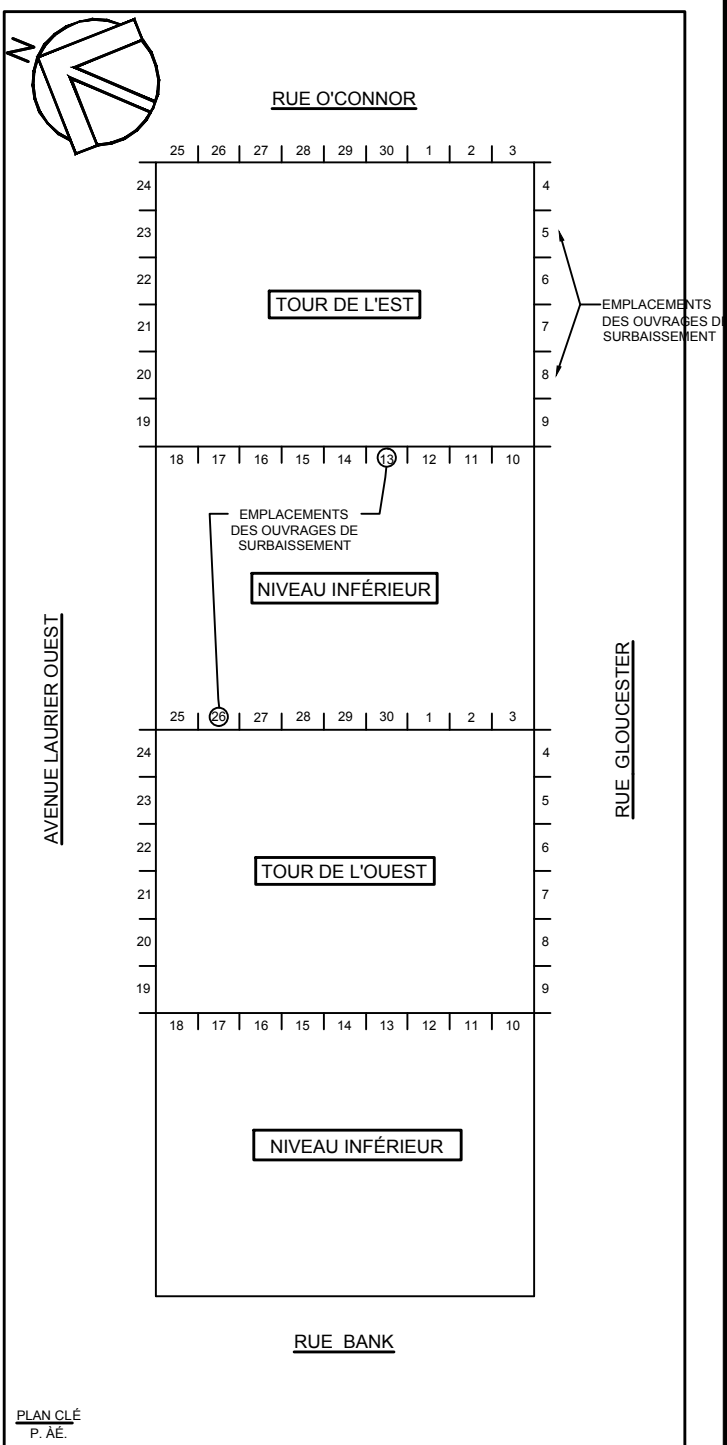 N
RUE O'CONNOR
25 26 27 28 29 30 1 2 3
24 4
23 5
22 6
TOUR DE L'EST
EMPLACEMENTS
DES OUVRAGES DE
SURBAISSEMENT
21 7
20 8
19 9
18 17 16 15 14 13 12 11 10
EMPLACEMENTS
DES OUVRAGES DE
SURBAISSEMENT
NIVEAU INFÉRIEUR
AVENUE LAURIER OUEST
RUE GLOUCESTER
25 26 27 28 29 30 1 2 3
24 4
23 5
22 6
TOUR DE L'OUEST
21 7
20 8
19 9
18 17 16 15 14 13 12 11 10
NIVEAU INFÉRIEUR
RUE BANK
PLAN CLÉ
P. ÀÉ.